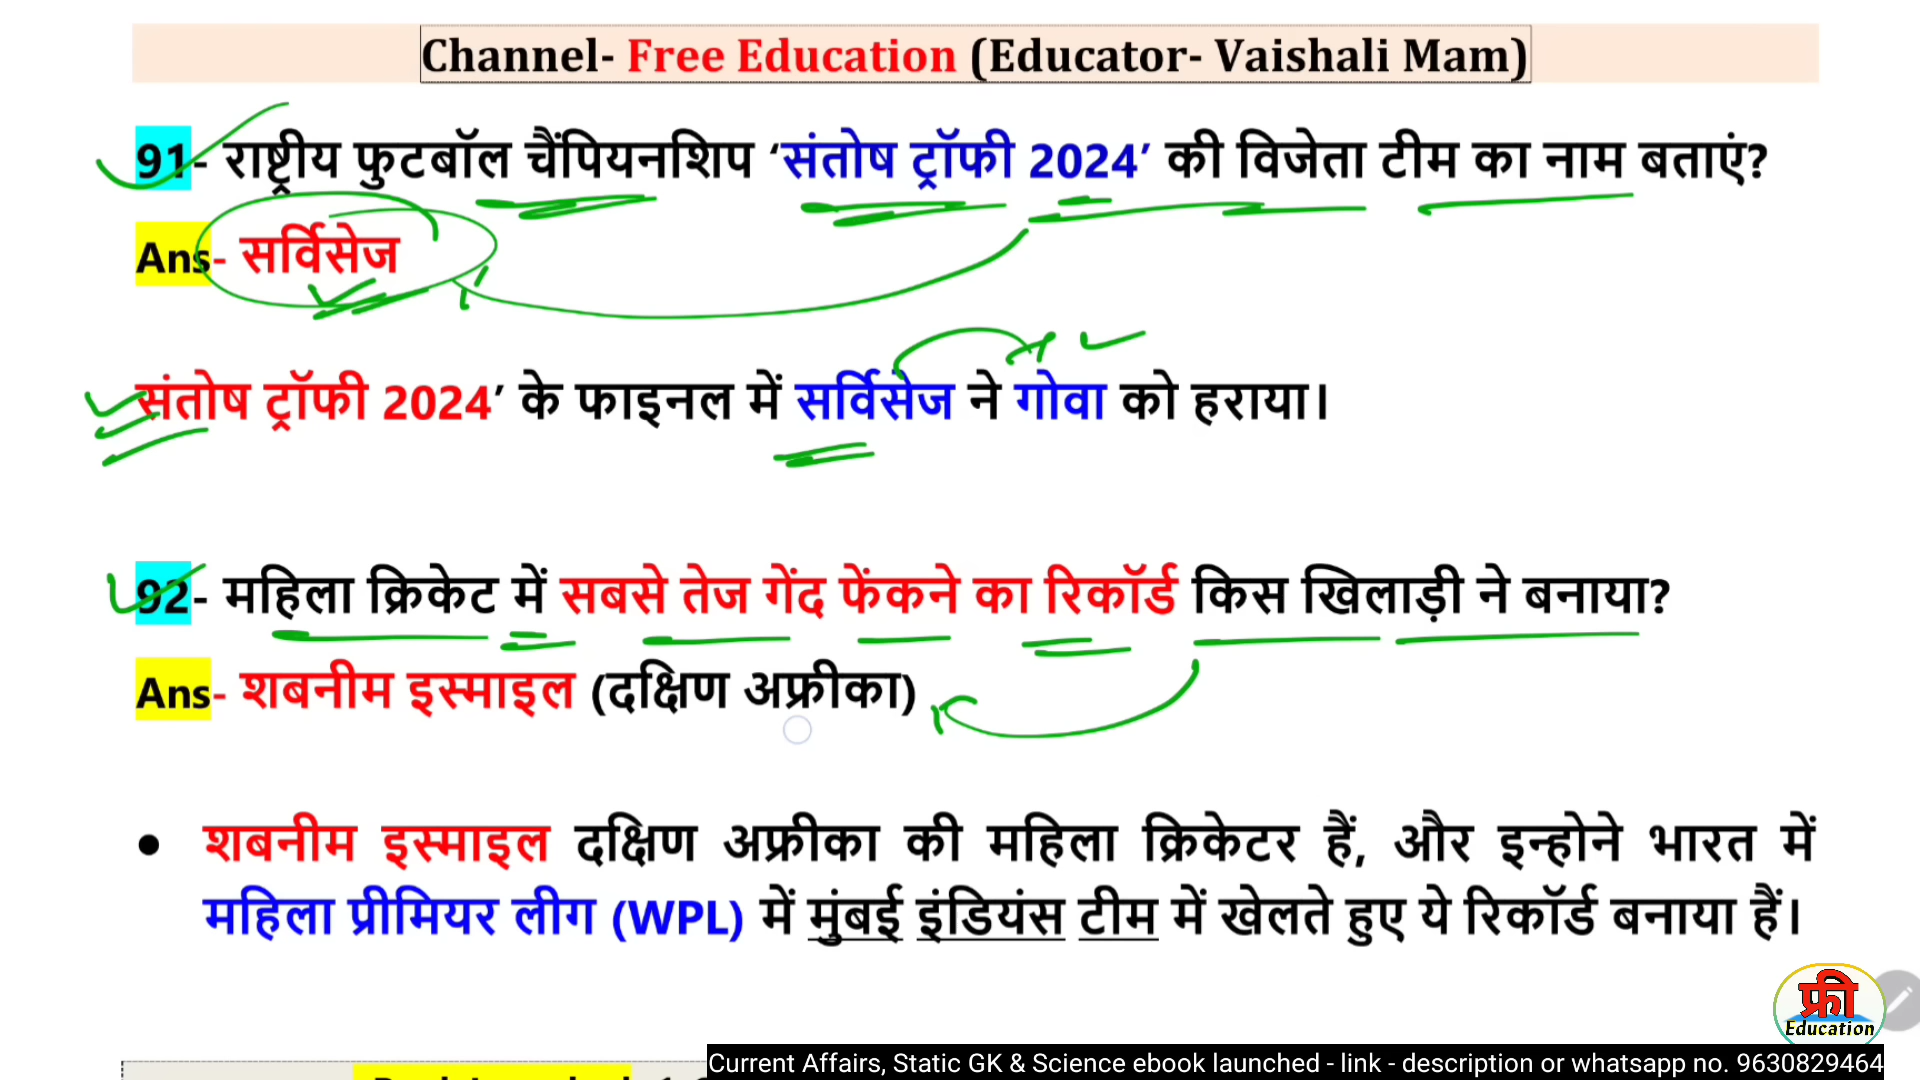 Channel- Free Education (Educator- Vaishali Mam)
91- राष्ट्रीय फुटबॉल चैंपियनशिप ‘संतोष ट्रॉफी 2024’ की विजेता टीम का नाम बताएं?
Ans- सर्विसेज
संतोष ट्रॉफी 2024’ के फाइनल में सर्विसेज ने गोवा को हराया।
92- महिला क्रिकेट में सबसे तेज गेंद फेंकने का रिकॉर्ड किस खिलाड़ी ने बनाया?
Ans- शबनीम इस्माइल (दक्षिण अफ्रीका)
• शबनीम इस्माइल दक्षिण अफ्रीका की महिला क्रिकेटर हैं, और इन्होने भारत में
महिला प्रीमियर लीग (WPL) में मुंबई इंडियंस टीम में खेलते हुए ये रिकॉर्ड बनाया हैं।
फ्री
Education
Current Affairs, Static GK & Science ebook launched - link - description or whatsapp no. 9630829464